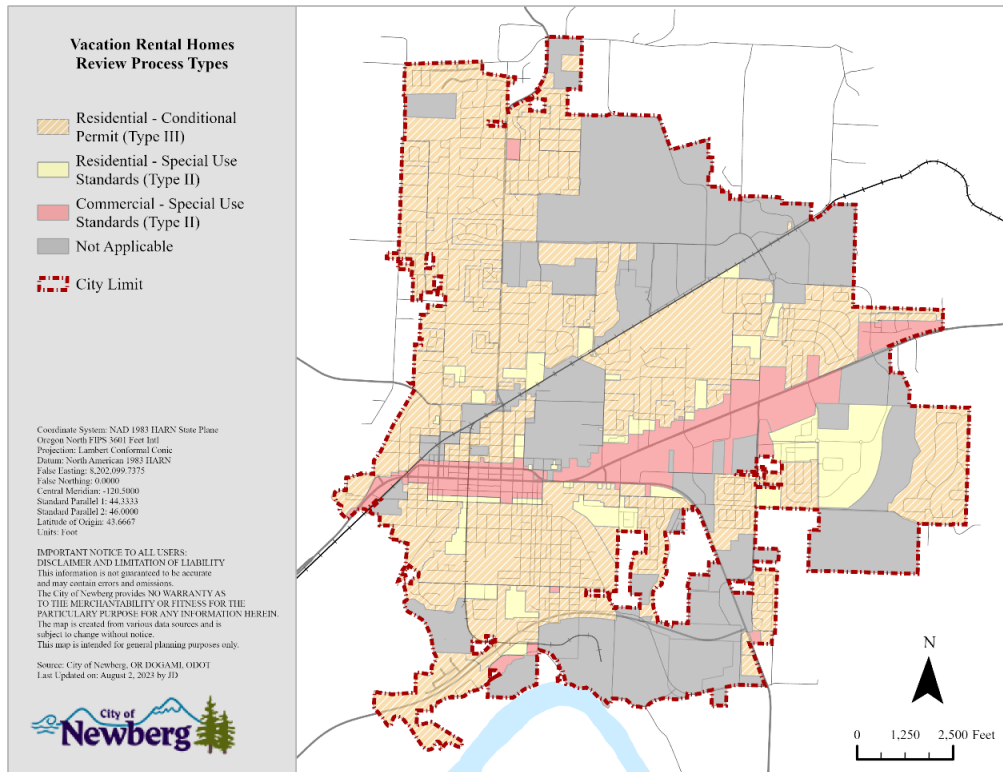 Vacation Rental Homes
Review Process Types
Residential - Conditional
Permit (Type III)
Residential - Special Use
Standards (Type II)
Commercial - Special Use
Standards (Type II)
Not Applicable
City Limit
Coordinate System: NAD 1983 HARN State Plane
Oregon North FIPS 3601 Feet Intl
Projection: Lambert Conformal Conic
Datum: North American 1983 HARN
False Easting: 8,202,099.7375
False Northing: 0.0000
Central Meridian: -120.5000
Standard Parallel 1: 44.3333
Standard Parallel 2: 46.0000
Latitude of Origin: 43.6667
Units: Foot
IMPORTANT NOTICE TO ALL USERS:
DISCLAIMER AND LIMITATION OF LIABILITY
This information is not guaranteed to be accurate
and may contain errors and omissions.
The City of Newberg provides NO WARRANTY AS
TO THE MERCHANTABILITY OR FITNESS FOR THE
PARTICULARY PURPOSE FOR ANY INFORMATION HEREIN.
The map is created from various data sources and is
subject to change without notice.
This map is intended for general planning purposes only.
Source: City of Newberg, OR DOGAMI, ODOT
Last Updated on: August 2, 2023 by JD
City of
Newberg
N
0 1,250 2,500 Feet